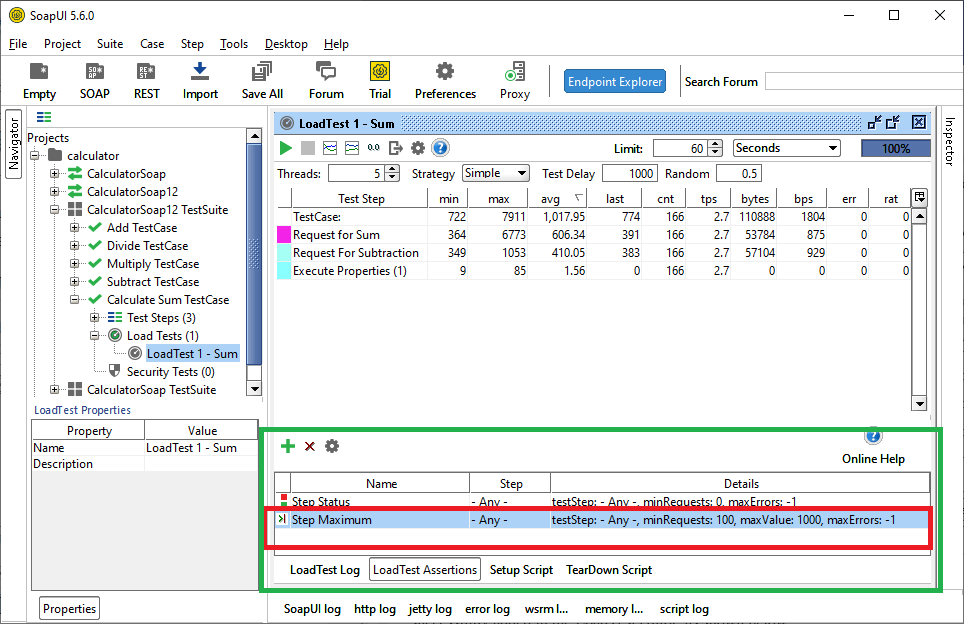 SoapUI 5.6.0
File Project Suite Case Step Tools Desktop Help
Empty SOAP REST Import Save All Forum Trial Preferences Proxy Endpoint Explorer Search Forum
Navigator
Projects
calculator
CalculatorSoap
CalculatorSoap12
CalculatorSoap12 TestSuite
Add TestCase
Divide TestCase
Multiply TestCase
Subtract TestCase
Calculate Sum TestCase
Test Steps (3)
Load Tests (1)
LoadTest 1 - Sum
Security Tests (0)
CalculatorSoap TestSuite
LoadTest Properties
Property Value
Name LoadTest 1 - Sum
Description
Properties
LoadTest 1 - Sum
0.0 Limit: 60 Seconds 100%
Threads: 5 Strategy Simple Test Delay 1000 Random 0.5
Test Step min max avg last cnt tps bytes bps err rat
TestCase: 722 7911 1,017.95 774 166 2.7 110888 1804 0 0
Request for Sum 364 6773 606.34 391 166 2.7 53784 875 0 0
Request For Subtraction 349 1053 410.05 383 166 2.7 57104 929 0 0
Execute Properties (1) 9 85 1.56 0 166 2.7 0 0 0 0
Online Help
Name Step Details
Step Status - Any - testStep: - Any -, minRequests: 0, maxErrors: -1
Step Maximum - Any - testStep: - Any -, minRequests: 100, maxValue: 1000, maxErrors: -1
LoadTest Log LoadTest Assertions Setup Script TearDown Script
SoapUI log http log jetty log error log wsrm l... memory l... script log
Inspector